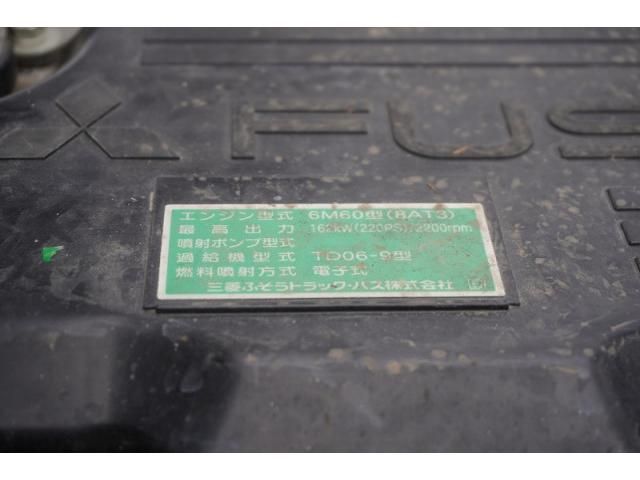 FUS
エンジン型式 6M60型(8AT3)
最高出力 162kW(220PS)/2200rpm
噴射ポンプ型式
過給機型式 TD06-9型
燃料噴射方式 電子式
三菱ふそうトラック・バス株式会社